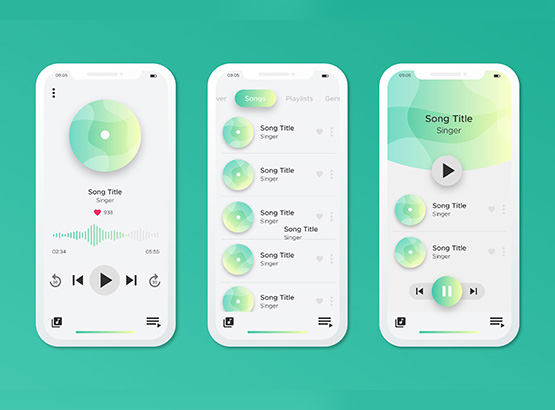 09:05
Song Title
Singer
938
02:34
05:55
30
30
09:05
ver
Songs
Playlists
Genr
Song Title
Singer
Song Title
Singer
Song Title
Singer
Song Title
Singer
Song Title
Singer
Song Title
Singer
09:05
Song Title
Singer
Song Title
Singer
Song Title
Singer